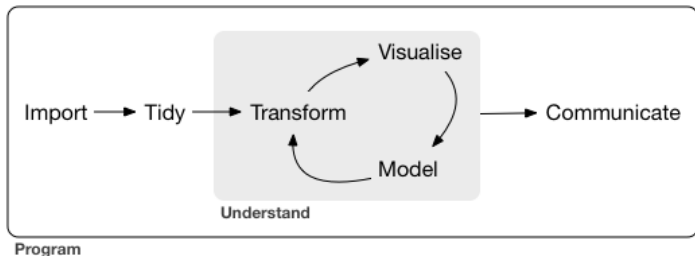 Visualise
Import
Tidy
Transform
Communicate
Model
Understand
Program